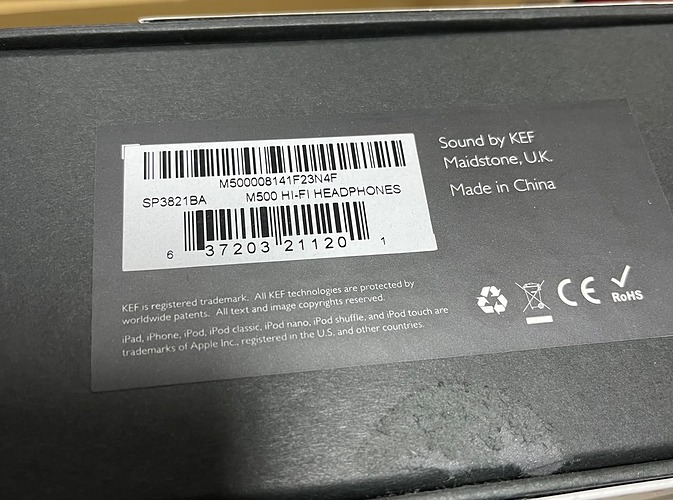 M500008141F23N4F
SP3821BA M500 HI-FI HEADPHONES
6 37203 21120 1
Sound by KEF
Maidstone, U.K.
Made in China
KEF is registered trademark. All KEF technologies are protected by
worldwide patents. All text and image copyrights reserved.
iPad, iPhone, iPod, iPod classic, iPod nano, iPod shuffle, and iPod touch are
trademarks of Apple Inc., registered in the U.S. and other countries.
CE
RoHS